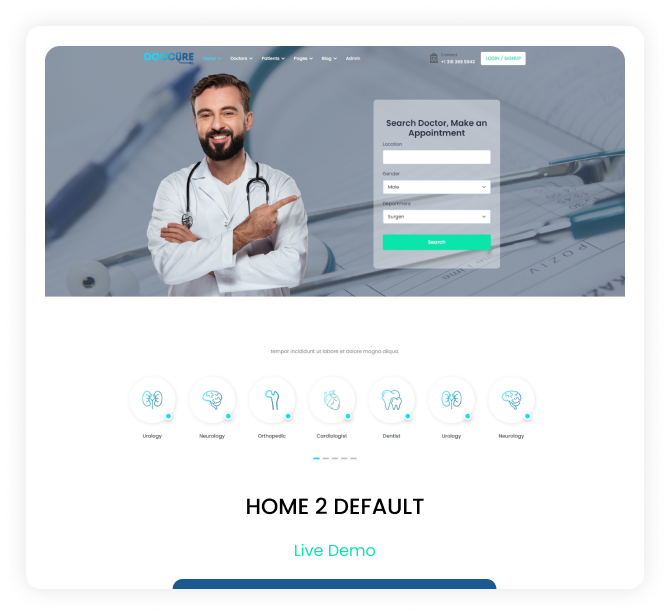 DOCCURE
Home Doctors Patients Pages Blog Admin
Contact
+1 315 369 5943
LOGIN / SIGNUP
Search Doctor, Make an
Appointment
Location
Gender
Male
Department
Surgen
Search
tempor incididunt ut labore et dolore magna aliqua.
Urology Neurology Orthopedic Cardiologist Dentist Urology Neurology
HOME 2 DEFAULT
Live Demo